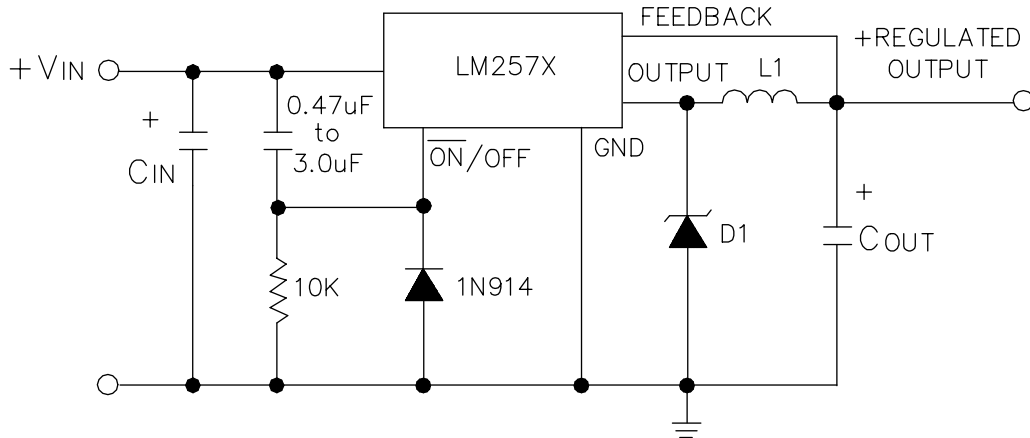 FEEDBACK
+REGULATED
OUTPUT
+VIN
LM257X
OUTPUT
L1
+
CIN
0.47uF
to
3.0uF
ON/OFF
GND
+
COUT
D1
10K
1N914